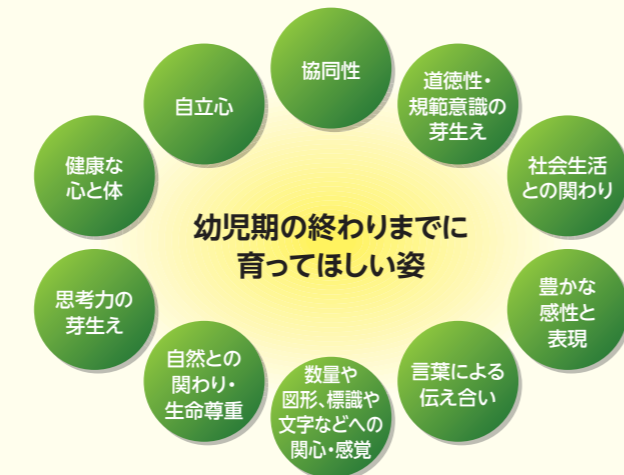 協同性
自立心
道徳性・
規範意識の
芽生え
健康な
心と体
社会生活
との関わり
幼児期の終わりまでに
育ってほしい姿
思考力の
芽生え
豊かな
感性と
表現
自然との
関わり・
生命尊重
数量や
図形、標識や
文字などへの
関心・感覚
言葉による
伝え合い